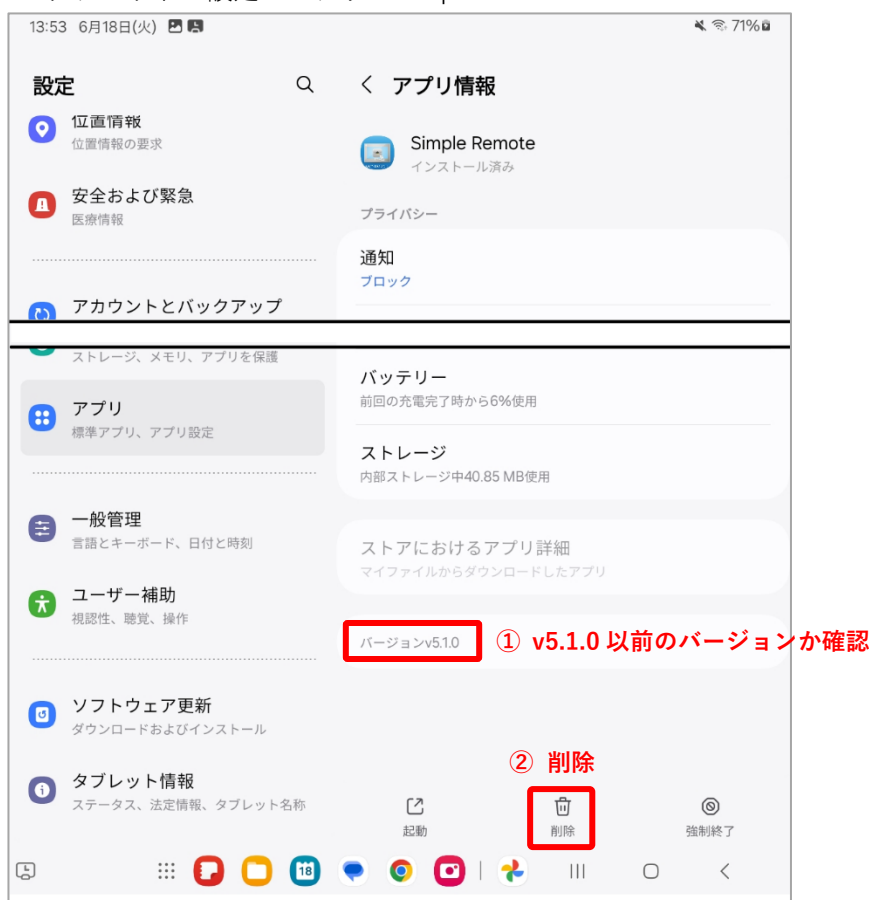 13:53 6月18日(火)
71%
設定
位置情報
位置情報の要求
安全および緊急
医療情報
アカウントとバックアップ
ストレージ、メモリ、アプリを保護
アプリ
標準アプリ、アプリ設定
一般管理
言語とキーボード、日付と時刻
ユーザー補助
視認性、聴覚、操作
ソフトウェア更新
ダウンロードおよびインストール
タブレット情報
ステータス、法定情報、タブレット名称
アプリ情報
Simple Remote
インストール済み
プライバシー
通知
ブロック
バッテリー
前回の充電完了時から6%使用
ストレージ
内部ストレージ中40.85 MB使用
ストアにおけるアプリ詳細
マイファイルからダウンロードしたアプリ
バージョンv5.1.0
① v5.1.0 以前のバージョンか確認
② 削除
起動
削除
強制終了
18